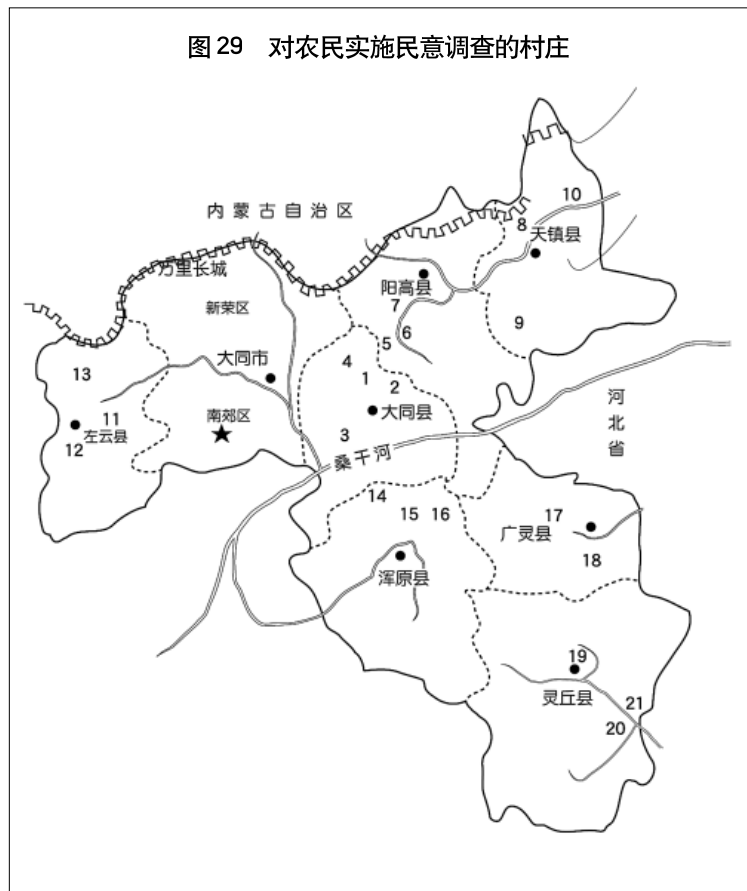 图29 对农民实施民意调查的村庄
10
内蒙古自治区
8
天镇县
万里长城
阳高县
新荣区
7
9
6
5
大同市
4
13
1
2
河北省
11
南郊区
大同县
左云县
3
12
桑干河
14
15
16
17
广灵县
18
浑原县
19
灵丘县
21
20